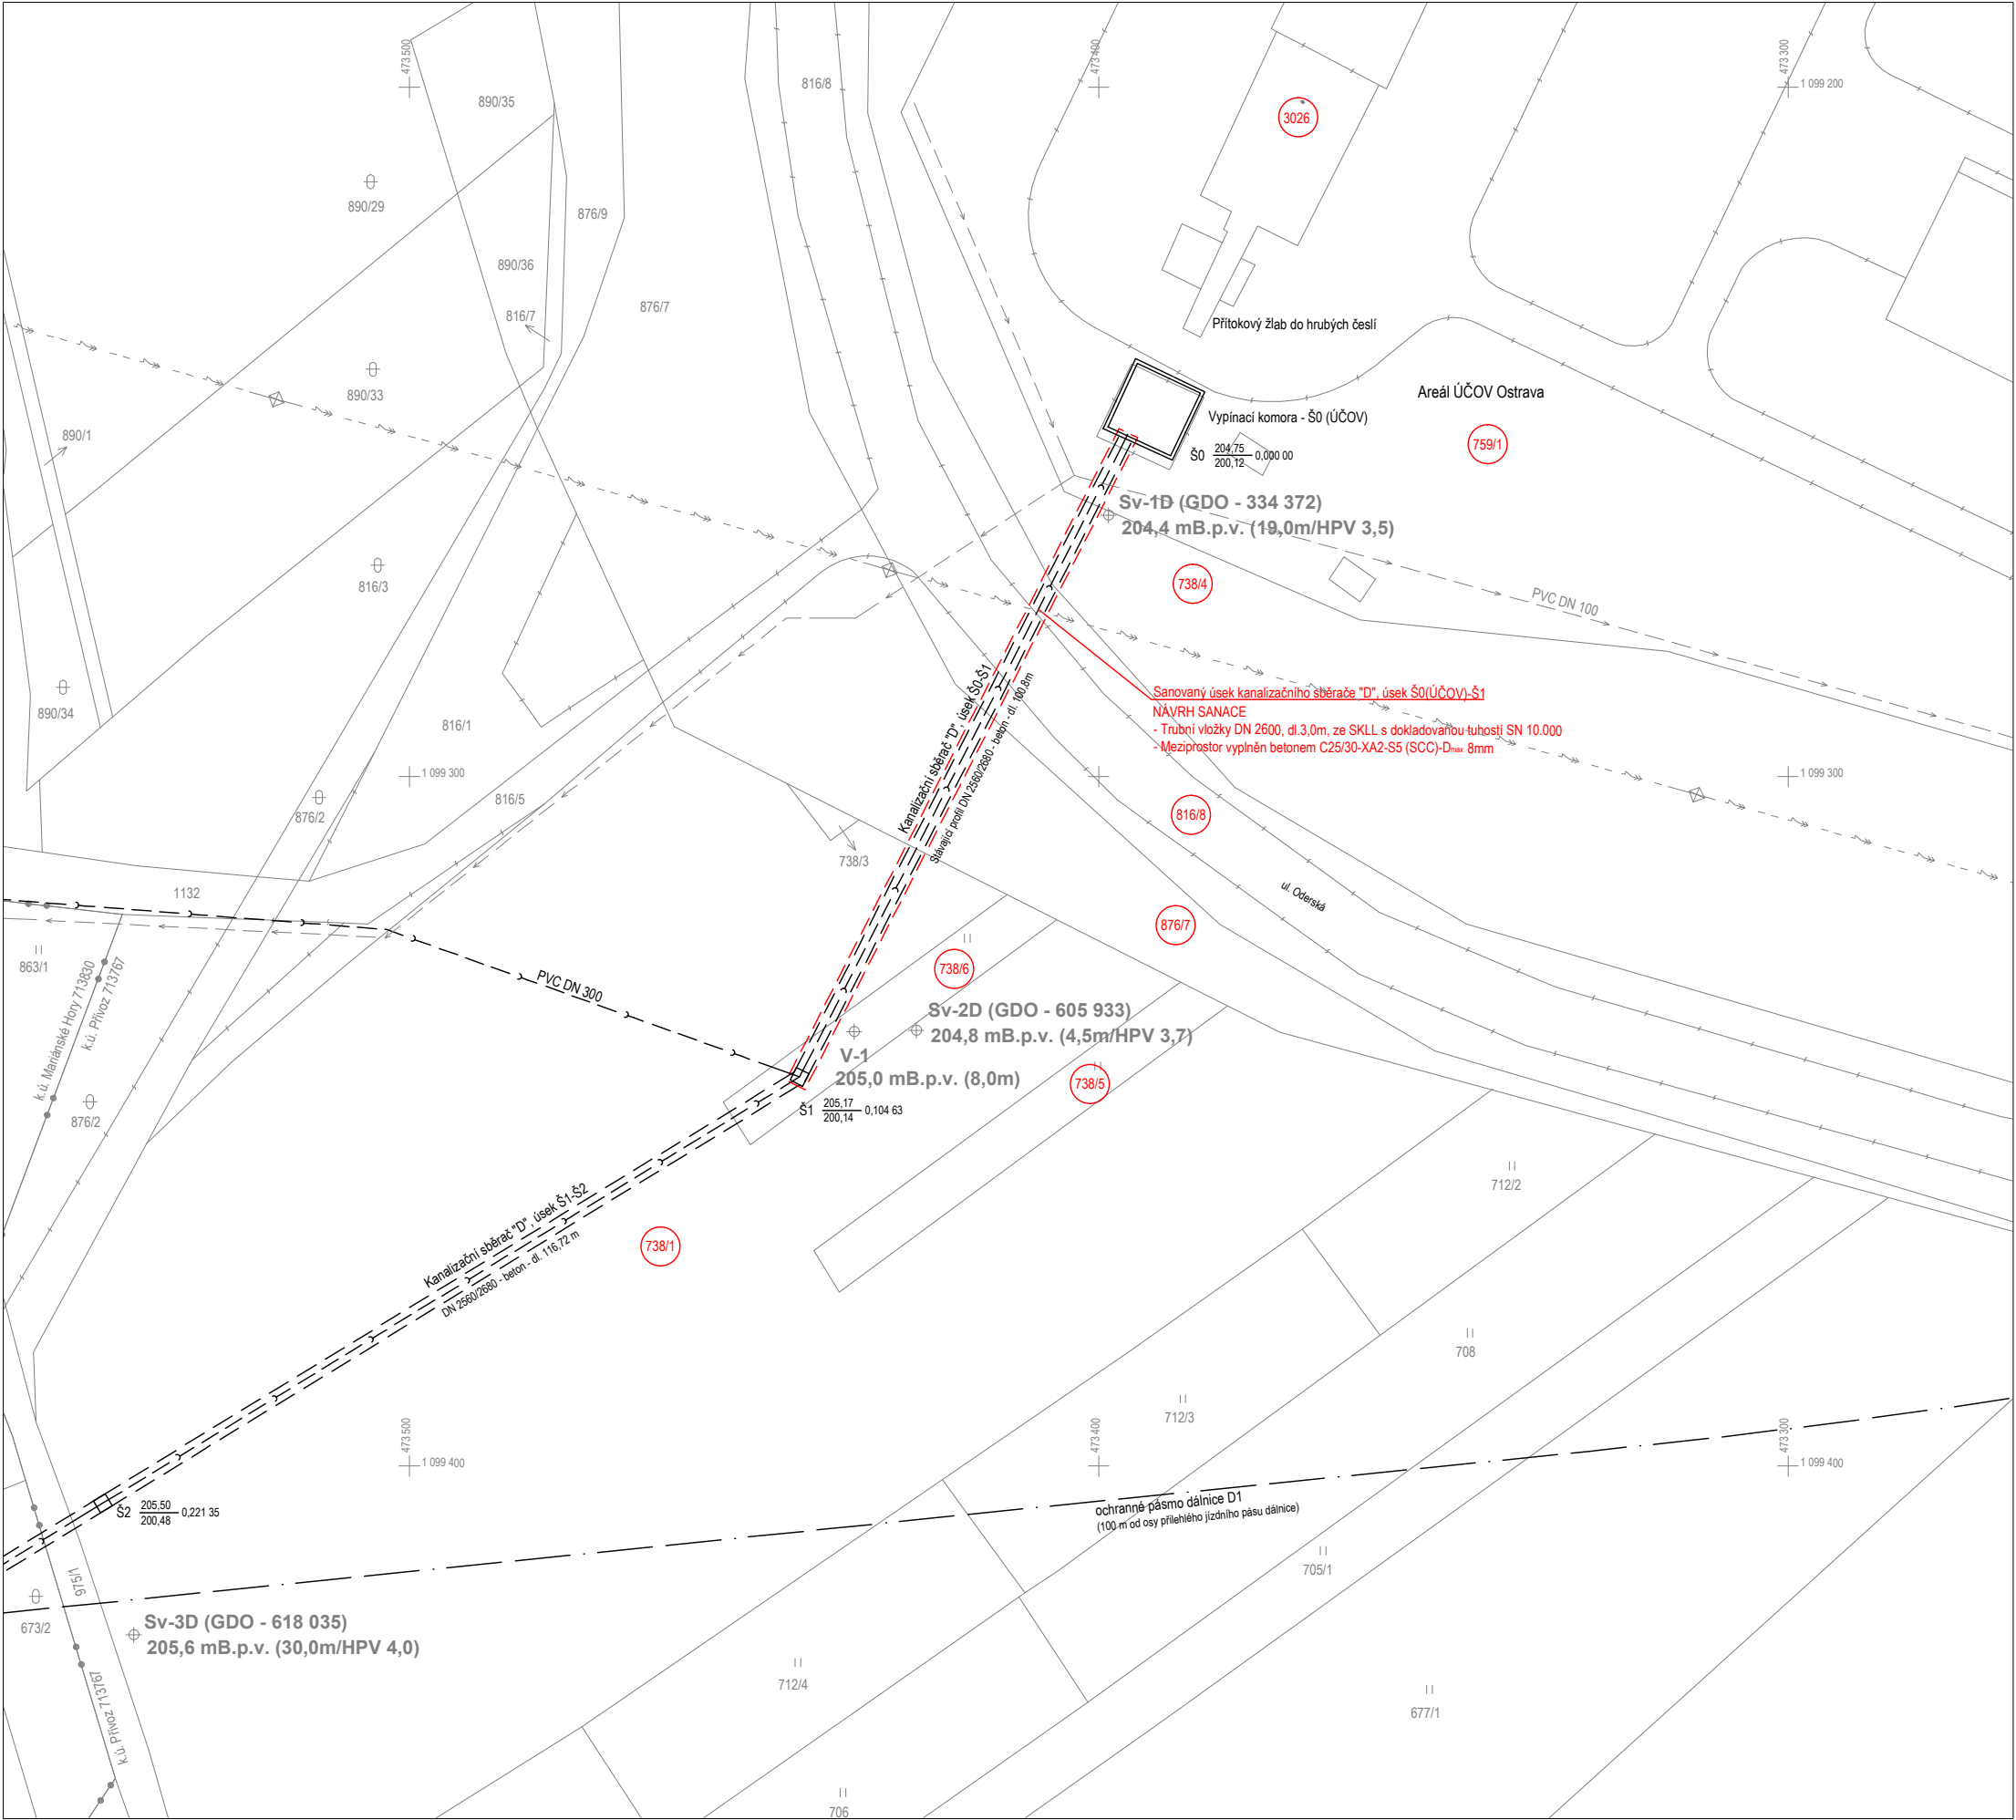 473 500
473 400
473 300
1 099 200
816/8
890/35
3026
890/29
876/9
890/36
876/7
816/7
Přítokový žlab do hrubých česlí
Areál ÚČOV Ostrava
890/33
Vypínací komora - Š0 (ÚČOV)
759/1
890/1
Š0 204,75 0,000 00
200,12
Sv-1D (GDO - 334 372)
204,4 mB.p.v. (19,0m/HPV 3,5)
738/4
816/3
PVC DN 100
890/34
816/1
Kanalizační sběrač "D", úsek Š0-Š1
Stávající profil DN 2560/2680 - beton - dl. 100,8m
Sanovaný úsek kanalizačního sběrače "D", úsek Š0(ÚČOV)-Š1
NÁVRH SANACE
- Trubní vložky DN 2600, dl.3,0m, ze SKLL s dokladovanou tuhostí SN 10.000
- Meziprostor vyplněn betonem C25/30-XA2-S5 (SCC)-Dmax 8mm
1 099 300
1 099 300
816/5
876/2
816/8
738/3
1132
ul. Oderská
876/7
863/1
738/6
PVC DN 300
k.ú. Mariánské Hory 713830
k.ú. Přívoz 713767
Sv-2D (GDO - 605 933)
204,8 mB.p.v. (4,5m/HPV 3,7)
V-1
205,0 mB.p.v. (8,0m)
738/5
Š1 205,17 0,104 63
200,14
876/2
712/2
Kanalizační sběrač "D", úsek Š1-Š2
DN 2560/2680 - beton - dl. 116,72 m
738/1
708
712/3
473 500
473 400
473 300
1 099 400
1 099 400
Š2 205,50 0,221 35
200,48
ochranné pásmo dálnice D1
(100 m od osy přilehlého jízdního pásu dálnice)
705/1
975/1
673/2
Sv-3D (GDO - 618 035)
205,6 mB.p.v. (30,0m/HPV 4,0)
k.ú. Přívoz 713767
712/4
677/1
706